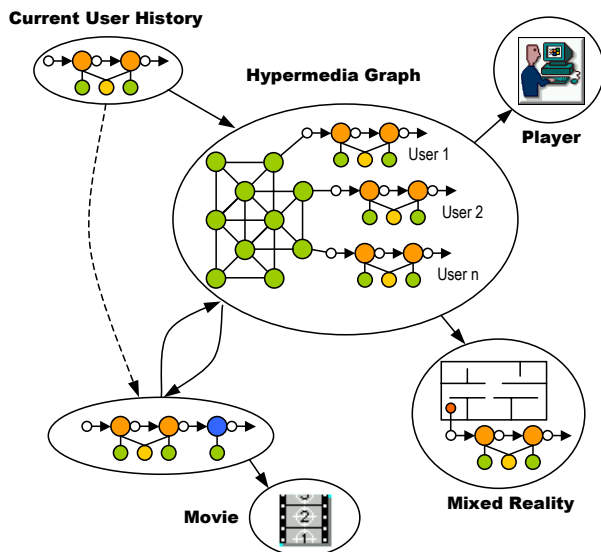 Current User History
Hypermedia Graph
Player
User 1
User 2
User n
Mixed Reality
Movie
3
2
1